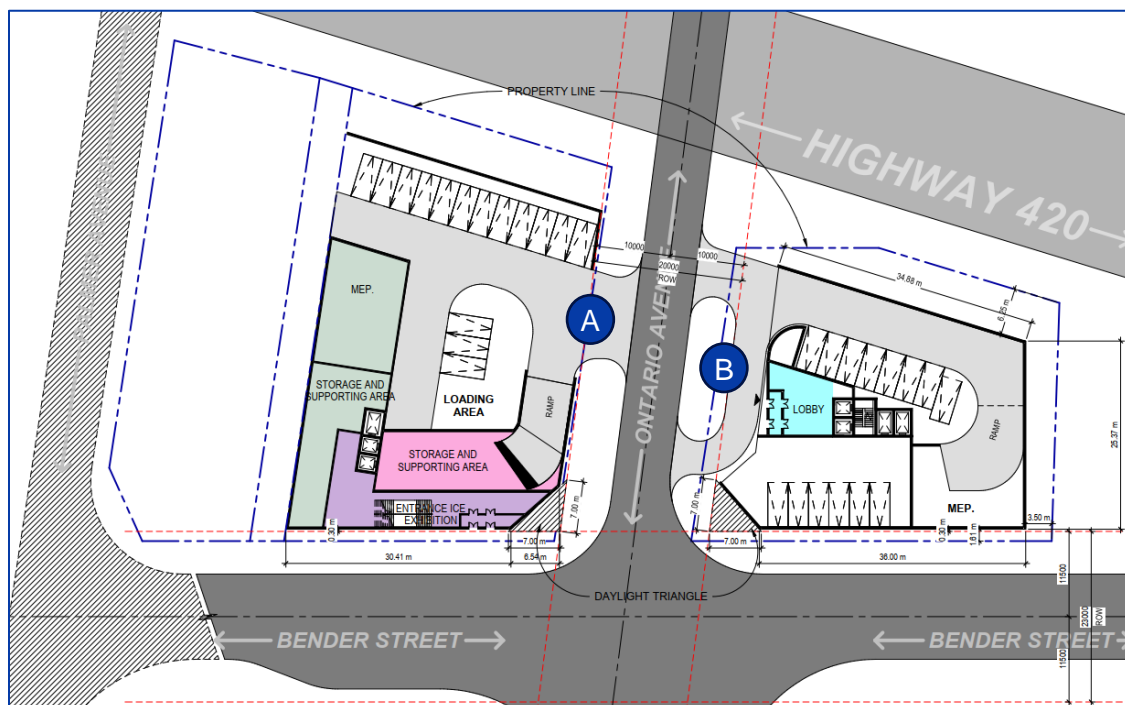 PROPERTY LINE
HIGHWAY 420
10000
10000
20000
ROW
34.88 m
6.25 m
MEP.
A
ONTARIO AVENUE
B
STORAGE AND
SUPPORTING AREA
LOADING
AREA
RAMP
LOBBY
RAMP
25.37 m
STORAGE AND
SUPPORTING AREA
ENTRANCE ICE
EXHIBITION
7.00 m
7.00 m
MEP.
3.50 m
0.30 m
0.30 m
1.61 m
30.41 m
7.00 m
6.54 m
7.00 m
36.00 m
DAYLIGHT TRIANGLE
11500
23000
ROW
11500
BENDER STREET
BENDER STREET